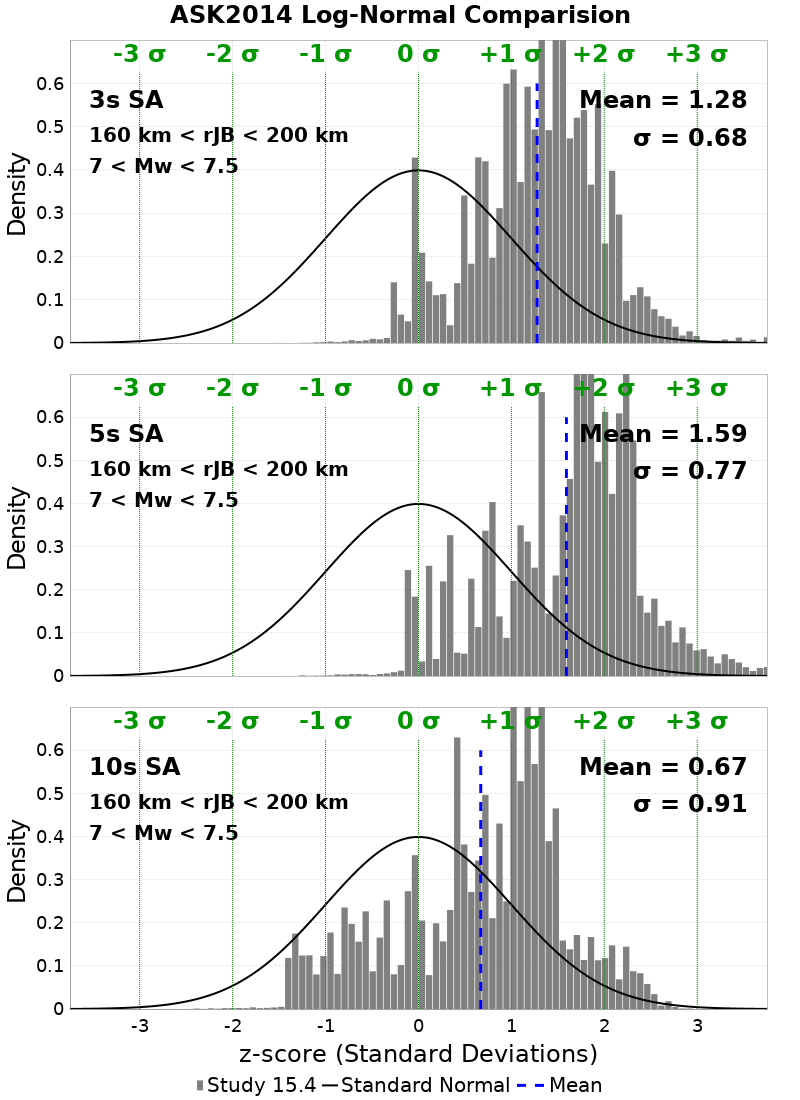 ASK2014 Log-Normal Comparision
-3 σ -2 σ -1 σ 0 σ +1 σ +2 σ +3 σ
3s SA
160 km < rJB < 200 km
7 < Mw < 7.5
Mean = 1.28
σ = 0.68
Density
0.6
0.5
0.4
0.3
0.2
0.1
0
-3 σ -2 σ -1 σ 0 σ +1 σ +2 σ +3 σ
5s SA
160 km < rJB < 200 km
7 < Mw < 7.5
Mean = 1.59
σ = 0.77
Density
0.6
0.5
0.4
0.3
0.2
0.1
0
-3 σ -2 σ -1 σ 0 σ +1 σ +2 σ +3 σ
10s SA
160 km < rJB < 200 km
7 < Mw < 7.5
Mean = 0.67
σ = 0.91
Density
0.6
0.5
0.4
0.3
0.2
0.1
0
-3 -2 -1 0 1 2 3
z-score (Standard Deviations)
Study 15.4 Standard Normal Mean